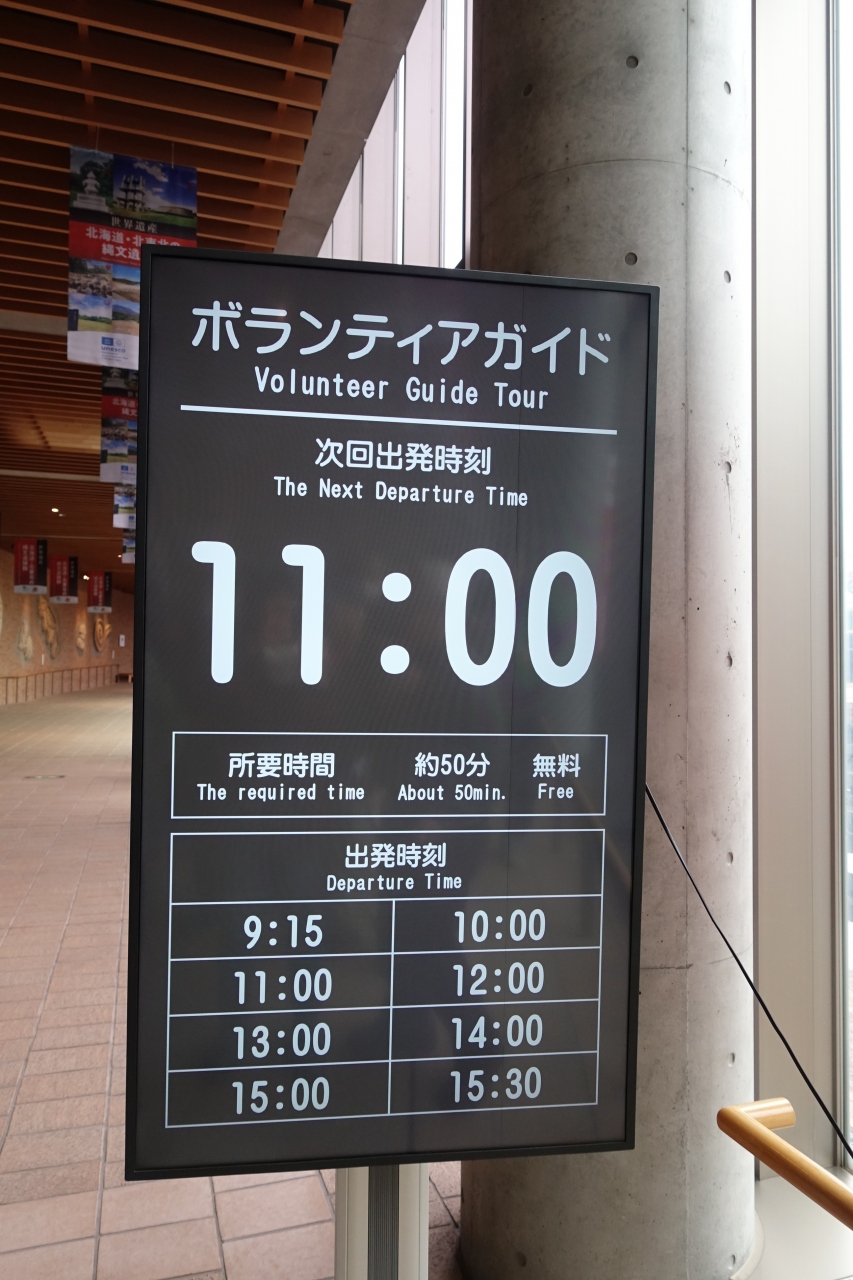 世界遺産
北海道・北東北の
縄文遺
ボランティアガイド
Volunteer Guide Tour
次回出発時刻
The Next Departure Time
11:00
所要時間 約50分 無料
The required time About 50min. Free
出発時刻
Departure Time
9:15 10:00
11:00 12:00
13:00 14:00
15:00 15:30